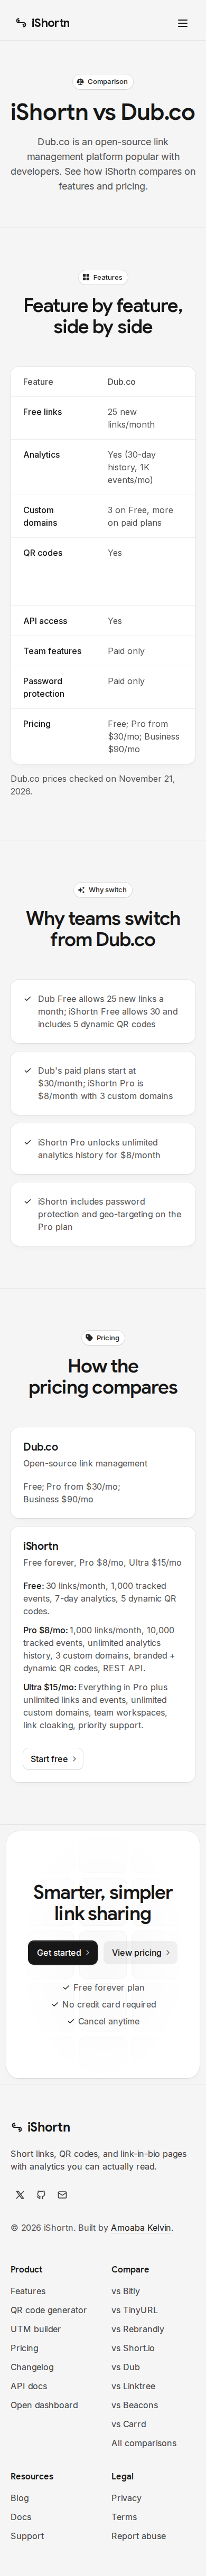 iShortn
Comparison
iShortn vs Dub.co
Dub.co is an open-source link
management platform popular with
developers. See how iShortn compares on
features and pricing.
Features
Feature by feature,
side by side
Feature Dub.co
Free links 25 new
links/month
Analytics Yes (30-day
history, 1K
events/mo)
Custom 3 on Free, more
domains on paid plans
QR codes Yes
API access Yes
Team features Paid only
Password Paid only
protection
Pricing Free; Pro from
$30/mo; Business
$90/mo
Dub.co prices checked on November 21,
2026.
Why switch
Why teams switch
from Dub.co
Dub Free allows 25 new links a
month; iShortn Free allows 30 and
includes 5 dynamic QR codes
Dub's paid plans start at
$30/month; iShortn Pro is
$8/month with 3 custom domains
iShortn Pro unlocks unlimited
analytics history for $8/month
iShortn includes password
protection and geo-targeting on the
Pro plan
Pricing
How the
pricing compares
Dub.co
Open-source link management
Free; Pro from $30/mo;
Business $90/mo
iShortn
Free forever, Pro $8/mo, Ultra $15/mo
Free: 30 links/month, 1,000 tracked
events, 7-day analytics, 5 dynamic QR
codes.
Pro $8/mo: 1,000 links/month, 10,000
tracked events, unlimited analytics
history, 3 custom domains, branded +
dynamic QR codes, REST API.
Ultra $15/mo: Everything in Pro plus
unlimited links and events, unlimited
custom domains, team workspaces,
link cloaking, priority support.
Start free
Smarter, simpler
link sharing
Get started View pricing
Free forever plan
No credit card required
Cancel anytime
iShortn
Short links, QR codes, and link-in-bio pages
with analytics you can actually read.
© 2026 iShortn. Built by Amoaba Kelvin.
Product
Features
QR code generator
UTM builder
Pricing
Changelog
API docs
Open dashboard
Compare
vs Bitly
vs TinyURL
vs Rebrandly
vs Short.io
vs Dub
vs Linktree
vs Beacons
vs Carrd
All comparisons
Resources
Blog
Docs
Support
Legal
Privacy
Terms
Report abuse